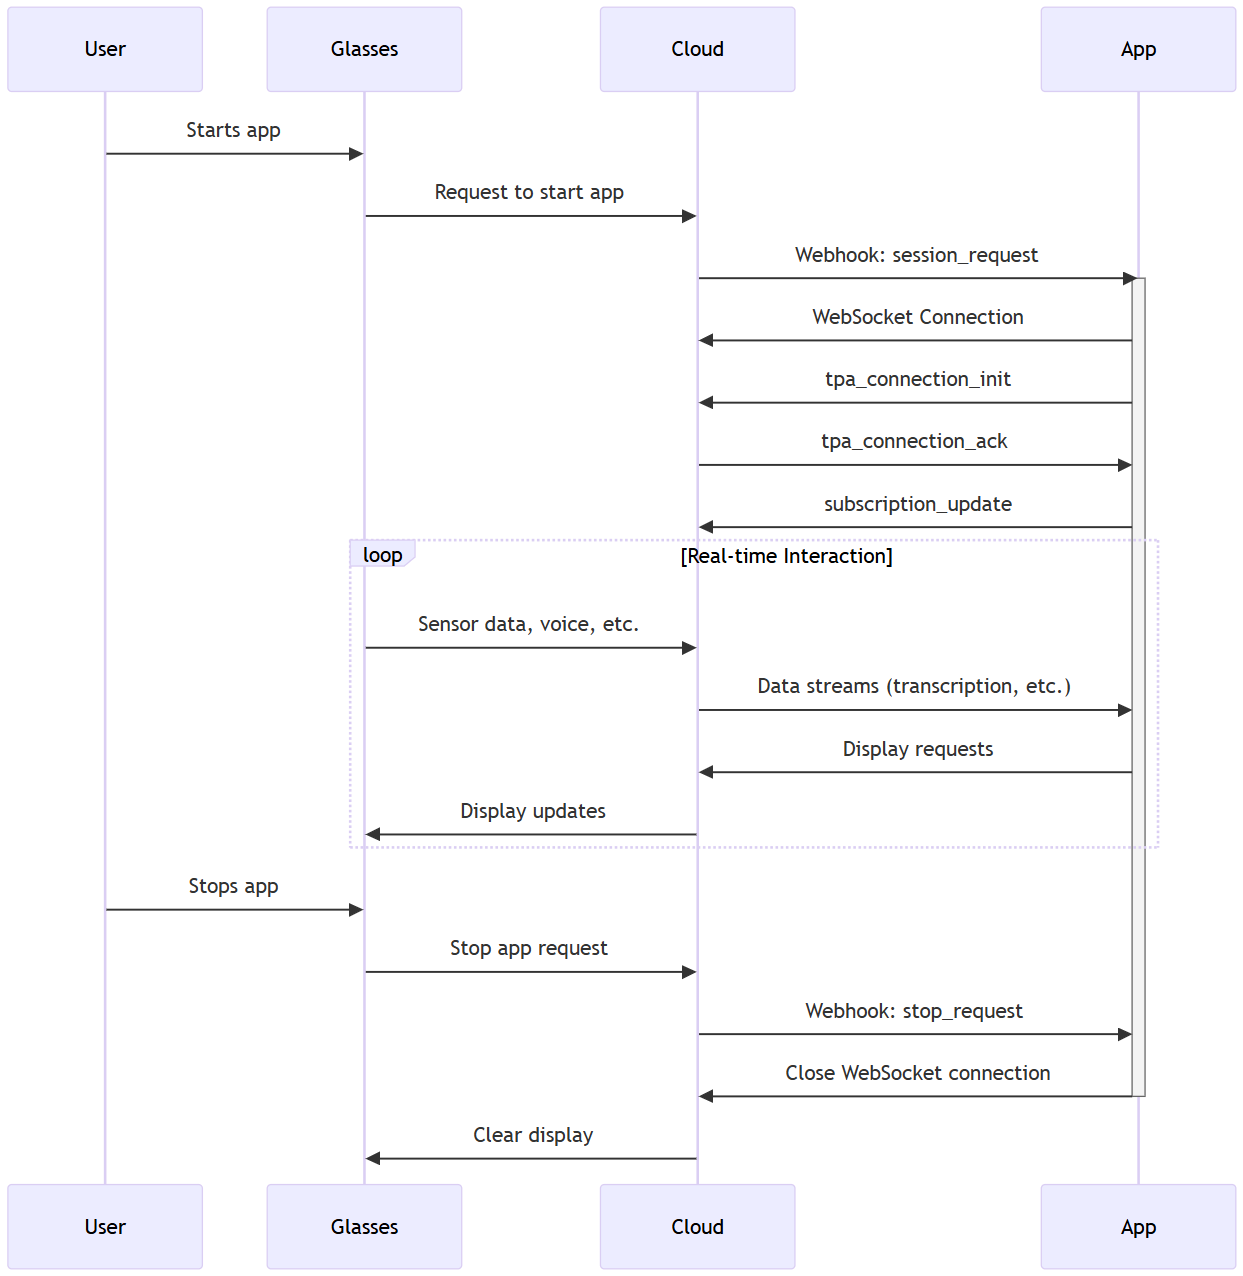 User
Glasses
Cloud
App
Starts app
Request to start app
Webhook: session_request
WebSocket Connection
tpa_connection_init
tpa_connection_ack
subscription_update
loop
[Real-time Interaction]
Sensor data, voice, etc.
Data streams (transcription, etc.)
Display requests
Display updates
Stops app
Stop app request
Webhook: stop_request
Close WebSocket connection
Clear display
User
Glasses
Cloud
App